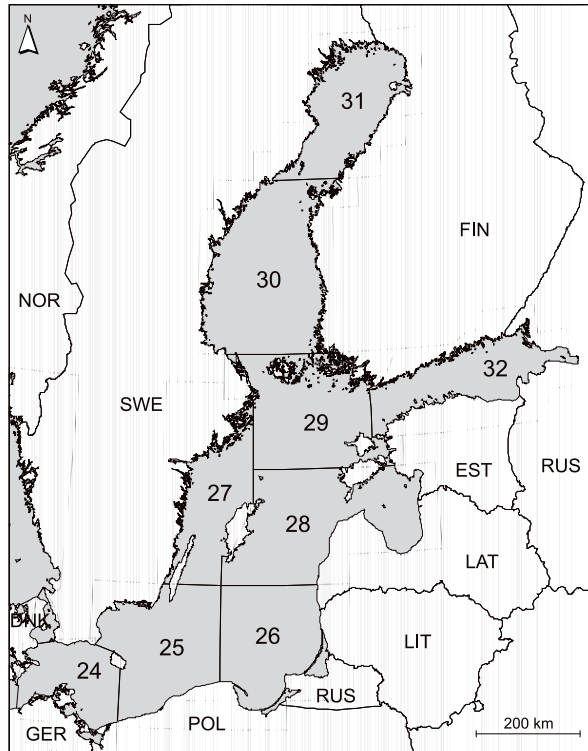 N
31
FIN
30
NOR
32
SWE
29
EST
RUS
27
28
LAT
DNK
25
26
LIT
24
RUS
GER
POL
200 km